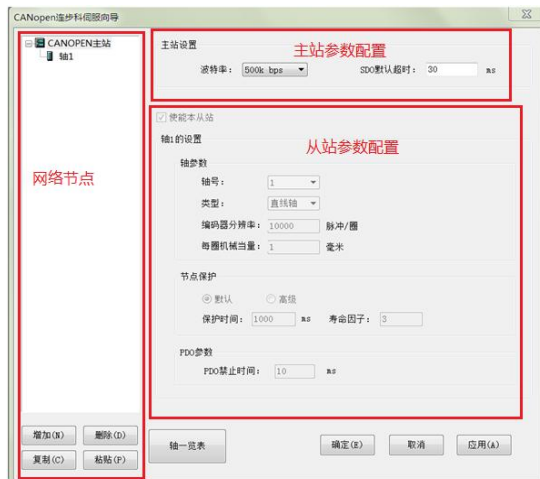 CANopen连步科伺服向导
CANOPEN主站
轴1
网络节点
增加(N) 删除(D)
复制(C) 粘贴(P)
主站设置
主站参数配置
波特率： 500k bps SDO默认超时： 30 ms
使能本从站
轴1的设置
从站参数配置
轴参数
轴号： 1
类型： 直线轴
编码器分辨率： 10000 脉冲/圈
每圈机械当量： 1 毫米
节点保护
默认 高级
保护时间： 1000 ms 寿命因子： 3
PDO参数
PDO禁止时间： 10 ms
轴一览表 确定(E) 取消 应用(A)